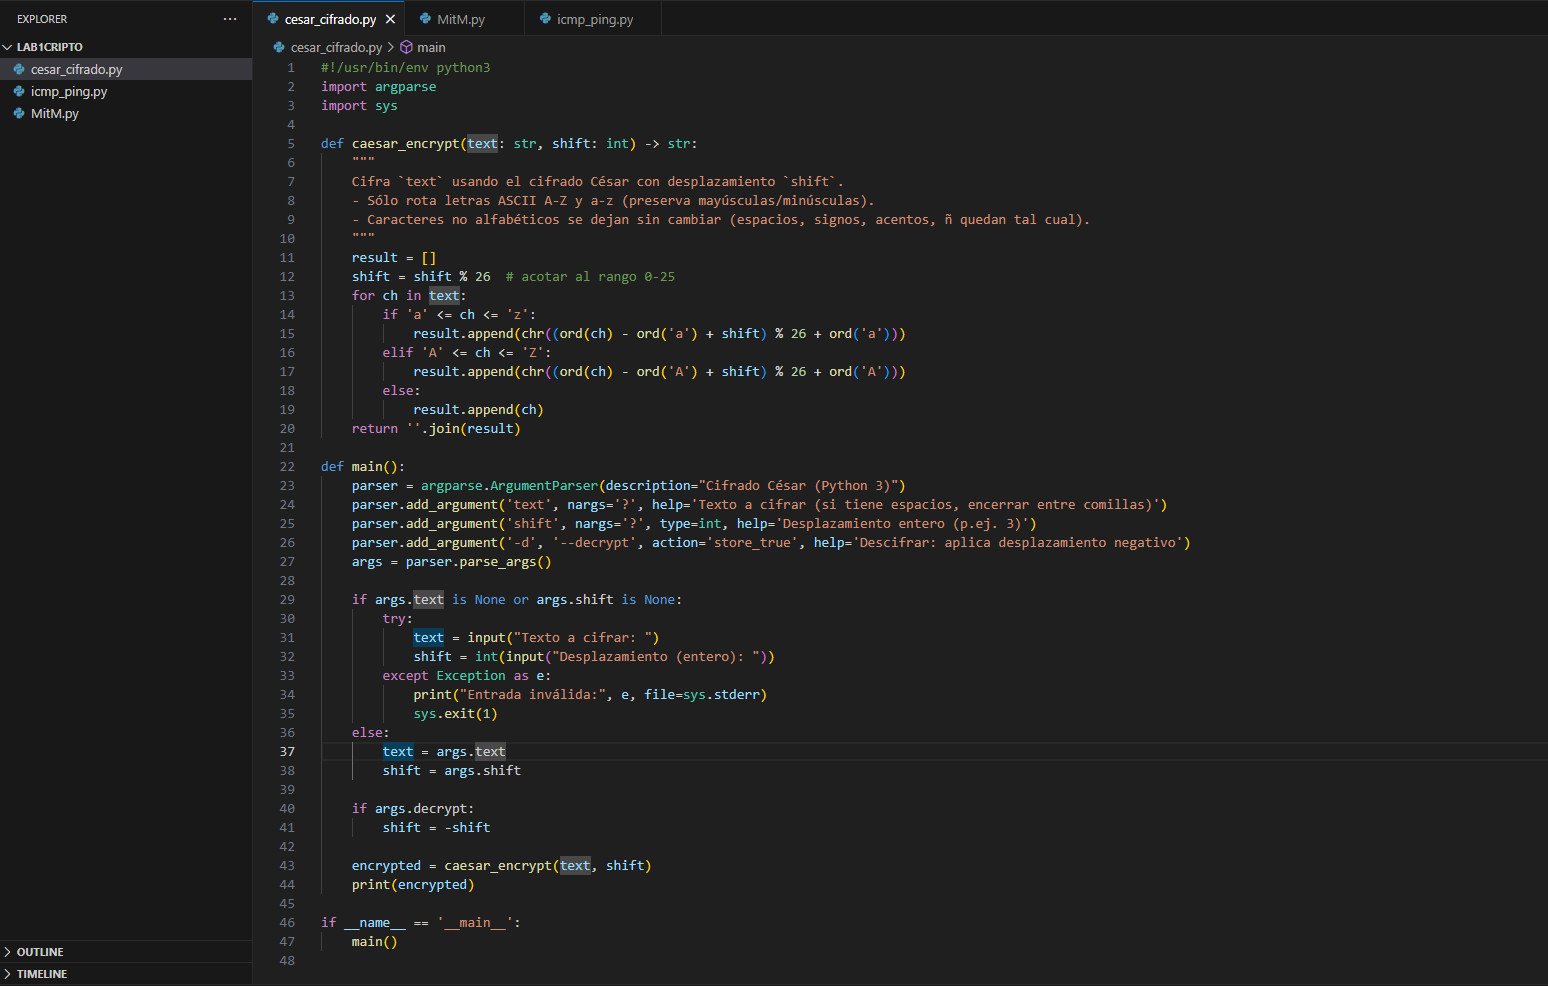 EXPLORER
···
LAB1CRIPTO
cesar_cifrado.py
icmp_ping.py
MitM.py
OUTLINE
TIMELINE
cesar_cifrado.py
MitM.py
icmp_ping.py
cesar_cifrado.py > main
1 #!/usr/bin/env python3
2 import argparse
3 import sys
4
5 def caesar_encrypt(text: str, shift: int) -> str:
6     """
7     Cifra `text` usando el cifrado César con desplazamiento `shift`.
8     - Sólo rota letras ASCII A-Z y a-z (preserva mayúsculas/minúsculas).
9     - Caracteres no alfabéticos se dejan sin cambiar (espacios, signos, acentos, ñ quedan tal cual).
10     """
11     result = []
12     shift = shift % 26  # acotar al rango 0-25
13     for ch in text:
14         if 'a' <= ch <= 'z':
15             result.append(chr((ord(ch) - ord('a') + shift) % 26 + ord('a')))
16         elif 'A' <= ch <= 'Z':
17             result.append(chr((ord(ch) - ord('A') + shift) % 26 + ord('A')))
18         else:
19             result.append(ch)
20     return ''.join(result)
21
22 def main():
23     parser = argparse.ArgumentParser(description="Cifrado César (Python 3)")
24     parser.add_argument('text', nargs='?', help='Texto a cifrar (si tiene espacios, encerrar entre comillas)')
25     parser.add_argument('shift', nargs='?', type=int, help='Desplazamiento entero (p.ej. 3)')
26     parser.add_argument('-d', '--decrypt', action='store_true', help='Descifrar: aplica desplazamiento negativo')
27     args = parser.parse_args()
28
29     if args.text is None or args.shift is None:
30         try:
31             text = input("Texto a cifrar: ")
32             shift = int(input("Desplazamiento (entero): "))
33         except Exception as e:
34             print("Entrada inválida:", e, file=sys.stderr)
35             sys.exit(1)
36     else:
37         text = args.text
38         shift = args.shift
39
40     if args.decrypt:
41         shift = -shift
42
43     encrypted = caesar_encrypt(text, shift)
44     print(encrypted)
45
46 if __name__ == '__main__':
47     main()
48